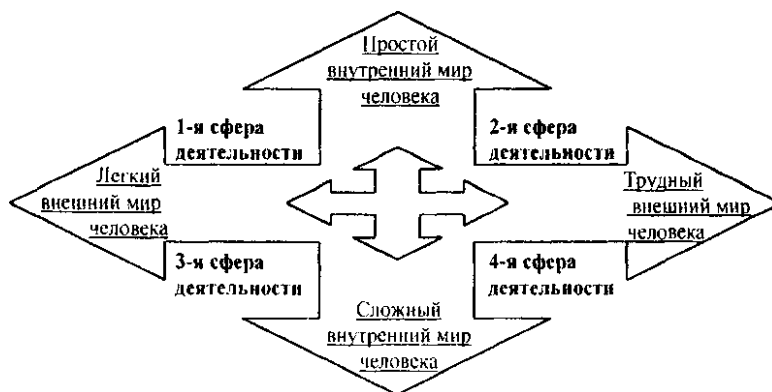 Простой
внутренний мир
человека
1-я сфера
деятельности
2-я сфера
деятельности
Легкий
внешний мир
человека
Трудный
внешний мир
человека
3-я сфера
деятельности
4-я сфера
деятельности
Сложный
внутренний мир
человека